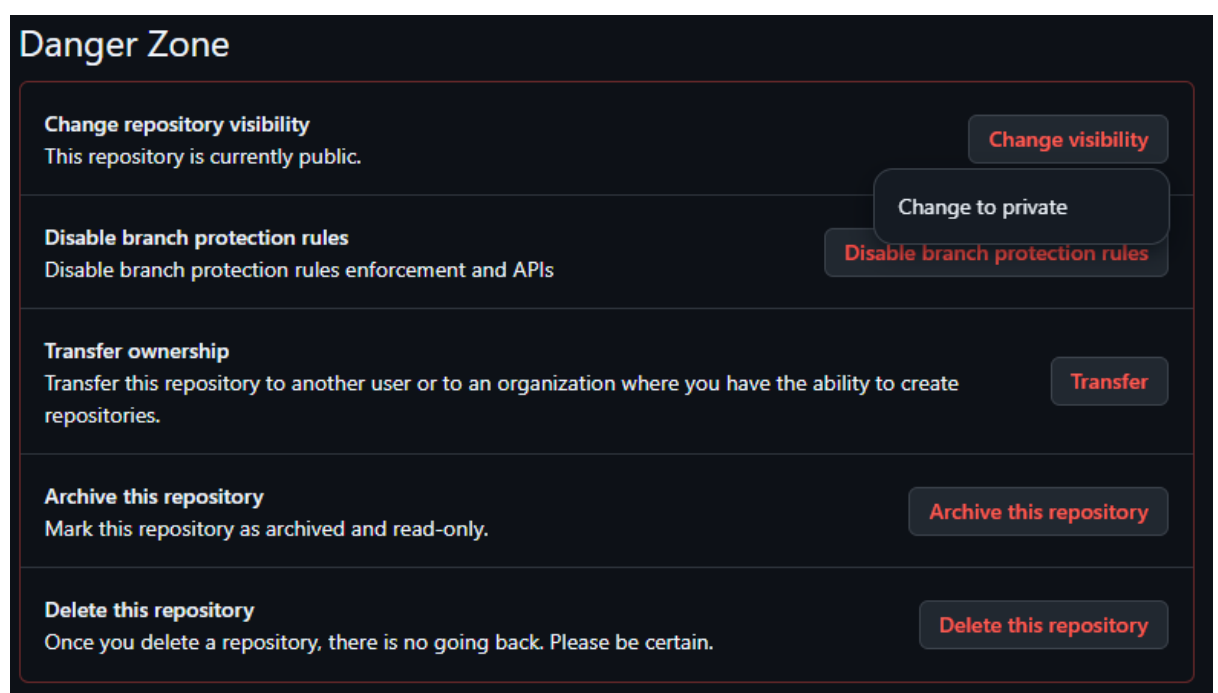 Danger Zone
Change repository visibility
This repository is currently public.
Change visibility
Change to private
Disable branch protection rules
Disable branch protection rules enforcement and APIs
Disable branch protection rules
Transfer ownership
Transfer this repository to another user or to an organization where you have the ability to create
repositories.
Transfer
Archive this repository
Mark this repository as archived and read-only.
Archive this repository
Delete this repository
Once you delete a repository, there is no going back. Please be certain.
Delete this repository